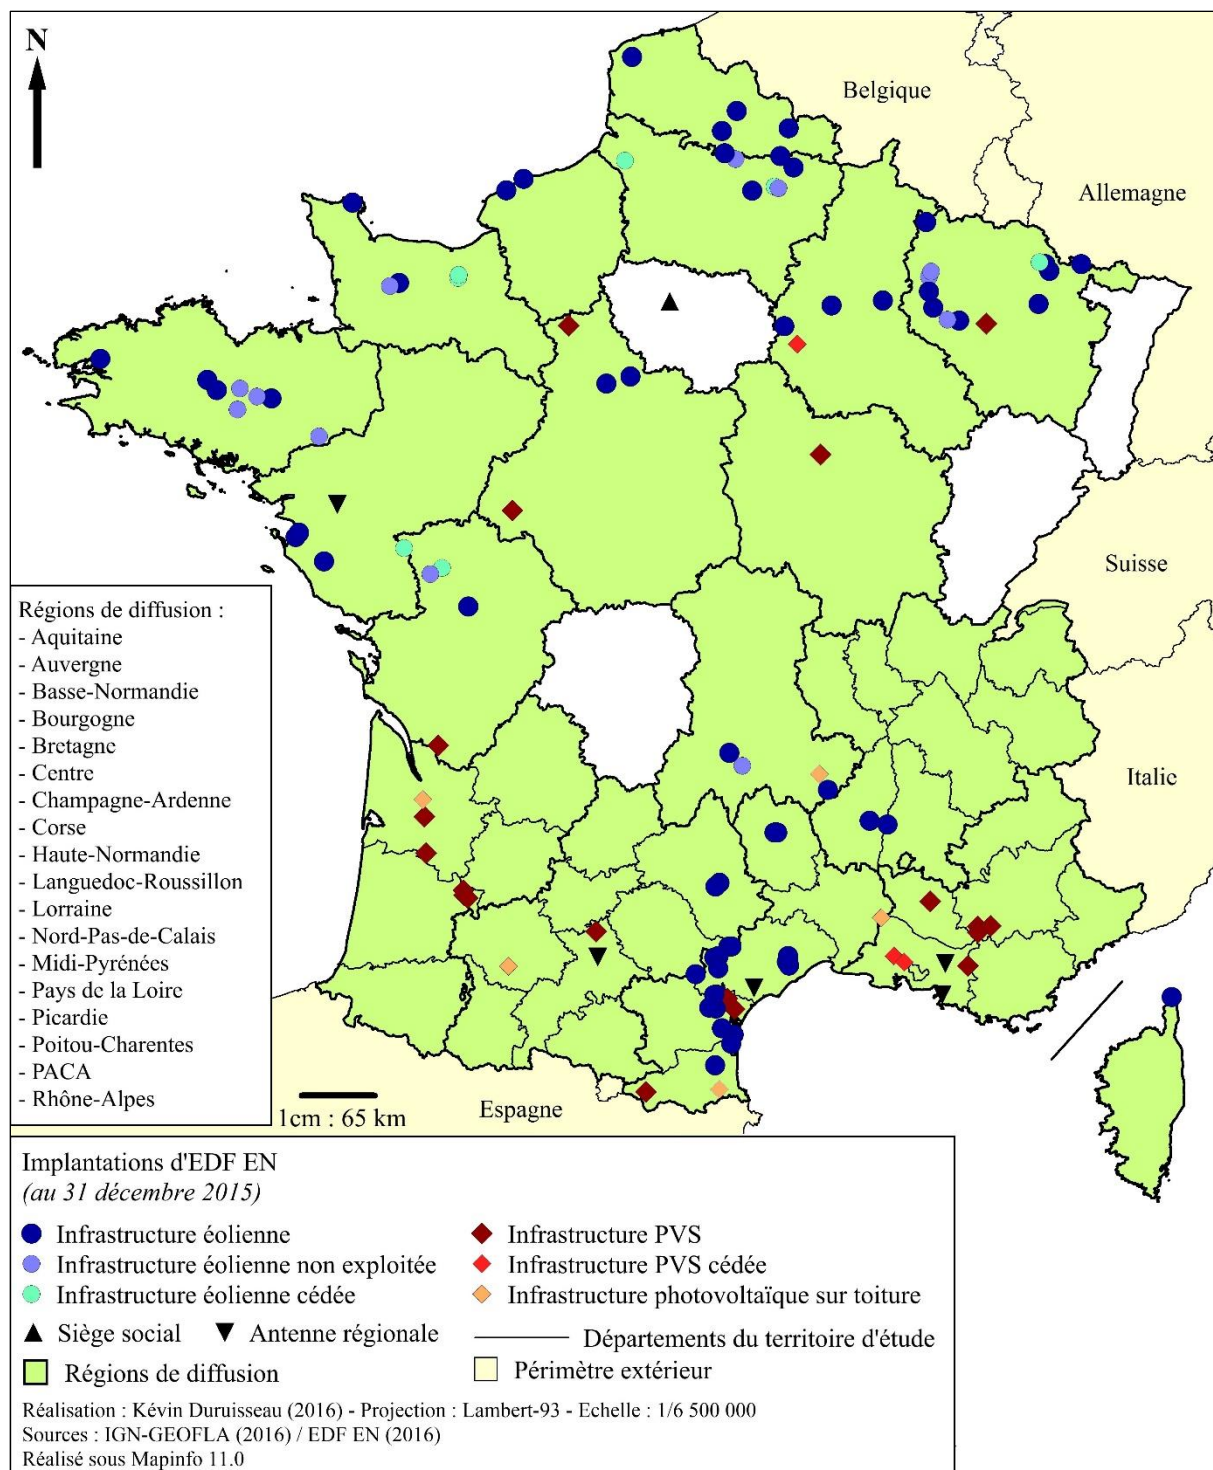 N
Belgique
Allemagne
Suisse
Italie
Espagne
1cm : 65 km
Régions de diffusion :
- Aquitaine
- Auvergne
- Basse-Normandie
- Bourgogne
- Bretagne
- Centre
- Champagne-Ardenne
- Corse
- Haute-Normandie
- Languedoc-Roussillon
- Lorraine
- Nord-Pas-de-Calais
- Midi-Pyrénées
- Pays de la Loire
- Picardie
- Poitou-Charentes
- PACA
- Rhône-Alpes
Implantations d'EDF EN
(au 31 décembre 2015)
Infrastructure éolienne
Infrastructure éolienne non exploitée
Infrastructure éolienne cédée
Infrastructure PVS
Infrastructure PVS cédée
Infrastructure photovoltaïque sur toiture
Siège social
Antenne régionale
Départements du territoire d'étude
Régions de diffusion
Périmètre extérieur
Réalisation : Kévin Duruisseau (2016) - Projection : Lambert-93 - Echelle : 1/6 500 000
Sources : IGN-GEOFLA (2016) / EDF EN (2016)
Réalisé sous Mapinfo 11.0